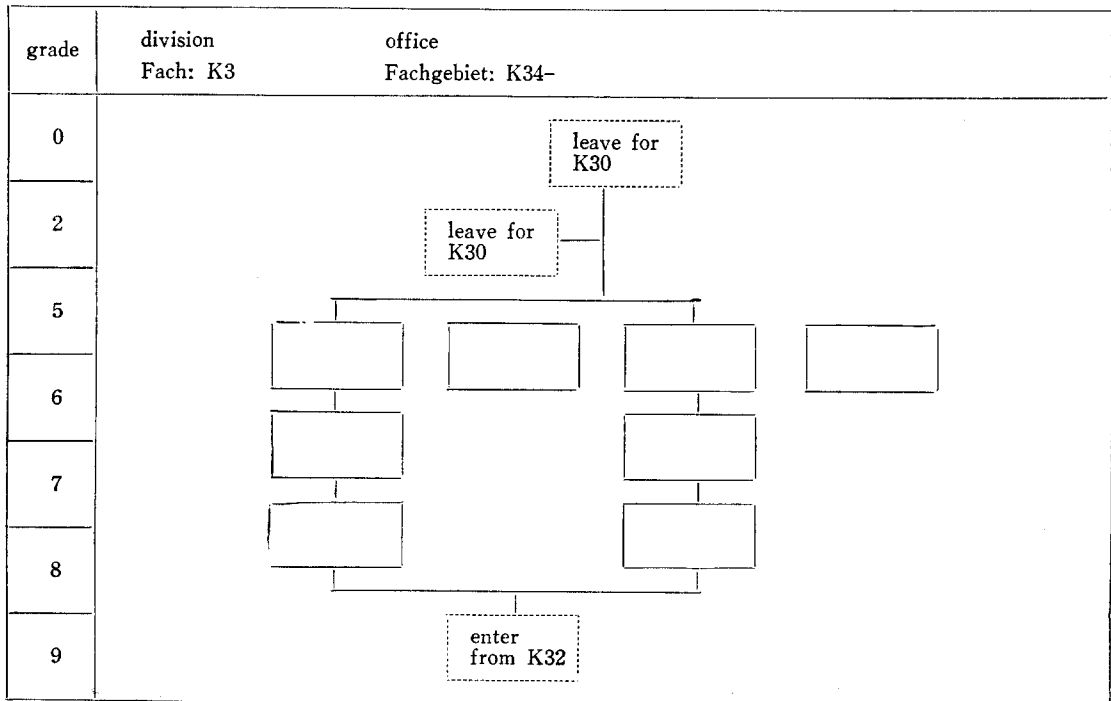 grade
division office
Fach: K3 Fachgebiet: K34-
0
leave for
K30
2
leave for
K30
5
6
7
8
enter
from K32
9